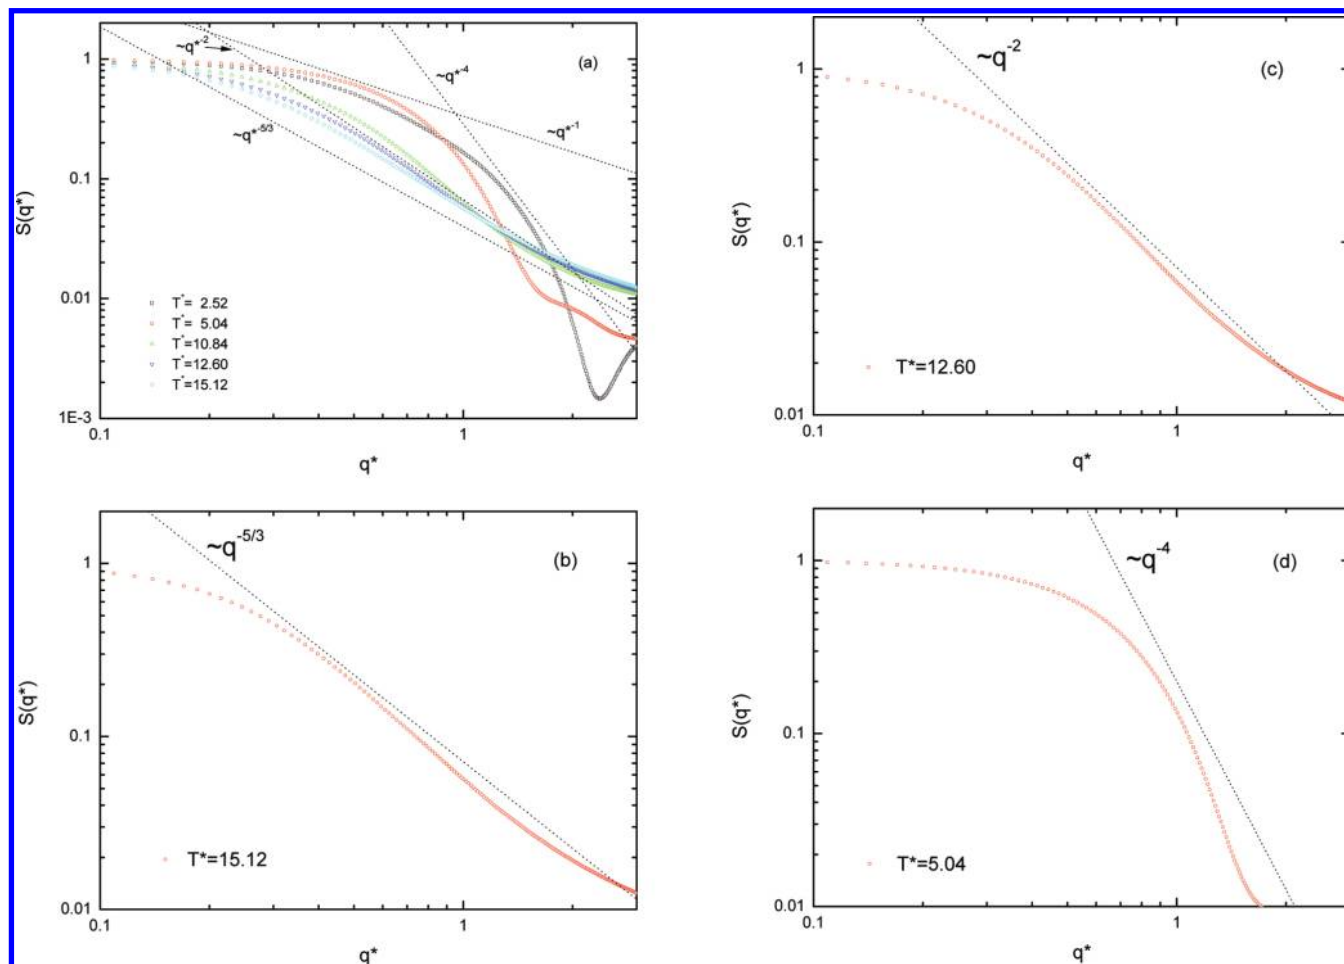 (a)
~q*-2
~q*-4
~q*-1
~q*-5/3
S(q*)
1
0.1
0.01
1E-3
T*= 2.52
T*= 5.04
T*= 10.84
T*= 12.60
T*= 15.12
0.1
1
q*
(c)
~q-2
S(q*)
1
0.1
0.01
T*=12.60
0.1
1
q*
(b)
~q-5/3
S(q*)
1
0.1
0.01
T*=15.12
0.1
1
q*
(d)
~q-4
S(q*)
1
0.1
0.01
T*=5.04
0.1
1
q*